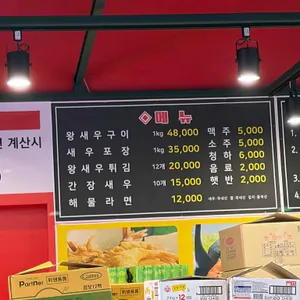 메뉴
왕새우구이 1kg 48,000 맥주 5,000
새우포장 1kg 35,000 소주 5,000
왕새우튀김 12개 20,000 청하 6,000
간장새우 10개 15,000 음료 2,000
해물라면 12,000 햇반 2,000
계산시
Partner